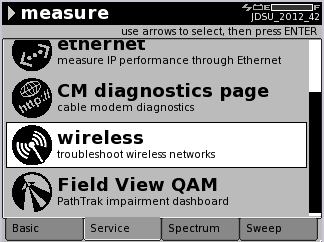 measure
JDSU_2012_42
use arrows to select, then press ENTER
ethernet
measure IP performance through Ethernet
http://
CM diagnostics page
cable modem diagnostics
wireless
troubleshoot wireless networks
Field View QAM
PathTrak impairment dashboard
Basic Service Spectrum Sweep